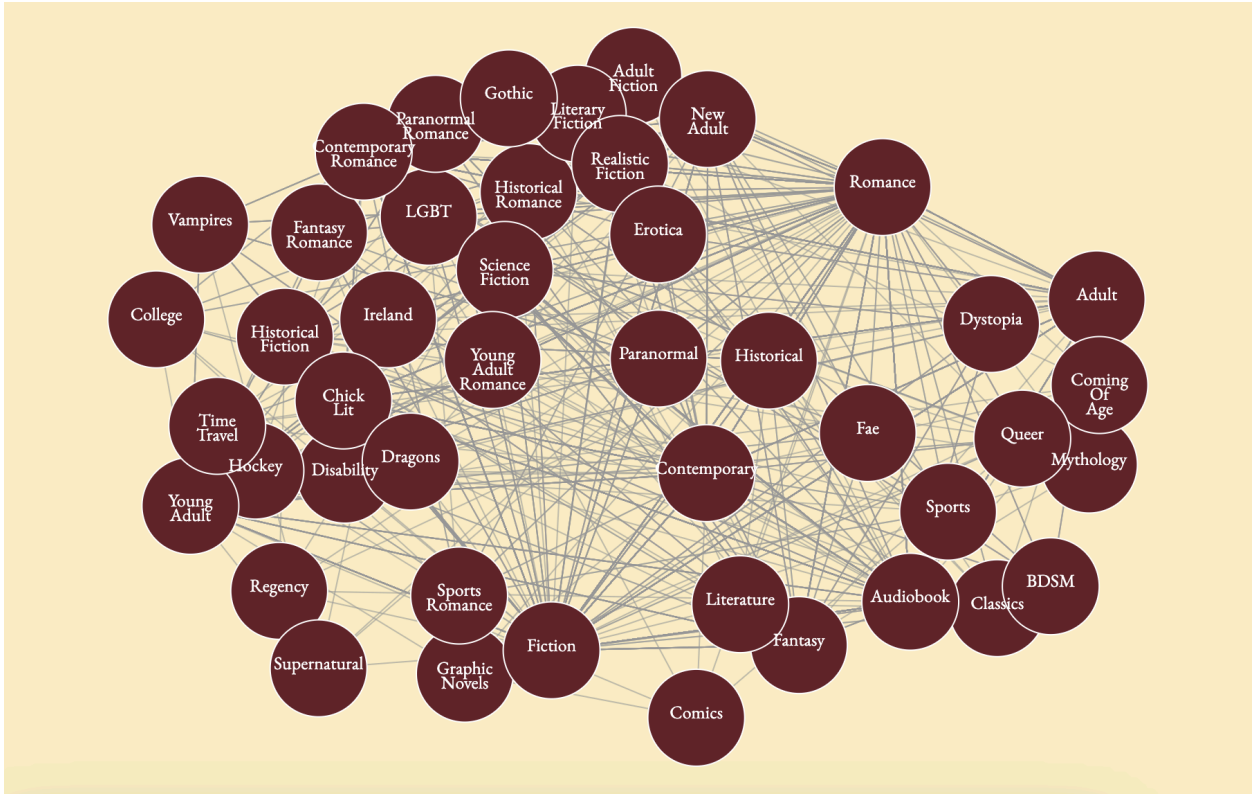 Adult
Fiction
Gothic
Literary
Fiction
New
Adult
Paranormal
Romance
Contemporary
Romance
Realistic
Fiction
Romance
Historical
Romance
LGBT
Vampires
Fantasy
Romance
Erotica
Science
Fiction
Adult
College
Ireland
Dystopia
Historical
Fiction
Young
Adult
Romance
Paranormal
Historical
Coming
Of
Age
Chick
Lit
Time
Travel
Fae
Queer
Hockey
Disability
Dragons
Contemporary
Mythology
Young
Adult
Sports
Regency
Sports
Romance
Literature
Audiobook
Classics
BDSM
Supernatural
Graphic
Novels
Fiction
Fantasy
Comics